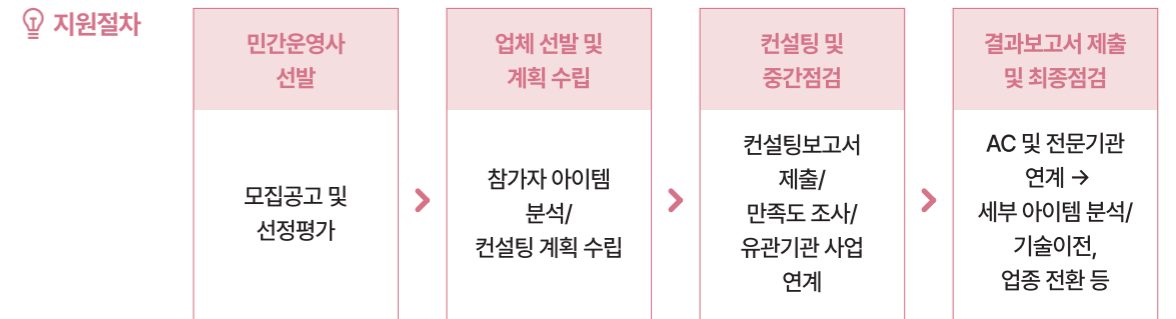 지원절차
민간운영사
선발
모집공고 및
선정평가
업체 선발 및
계획 수립
참가자 아이템
분석/
컨설팅 계획 수립
컨설팅 및
중간점검
컨설팅보고서
제출/
만족도 조사/
유관기관 사업
연계
결과보고서 제출
및 최종점검
AC 및 전문기관
연계 →
세부 아이템 분석/
기술이전,
업종 전환 등